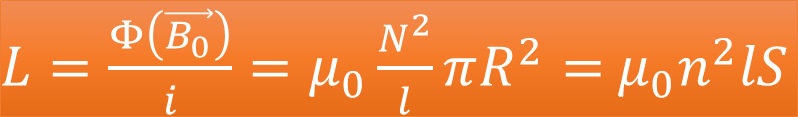 L = Φ(B₀⃗)/i = μ₀ N²/l πR² = μ₀n²lS